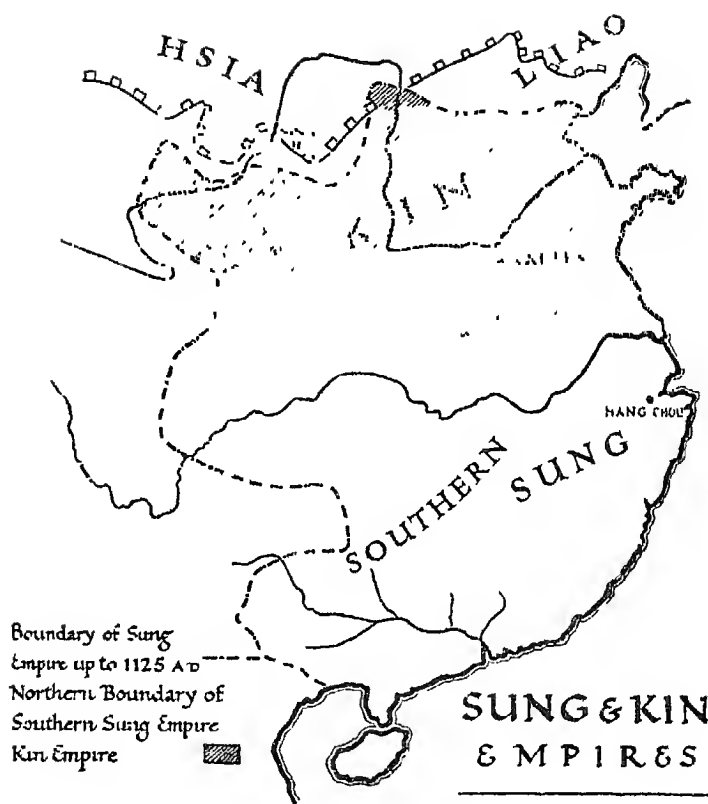 HSIA
LIAO
KIN
HANG CHOU
SOUTHERN
SUNG
Boundary of Sung
Empire up to 1125 AD
Northern Boundary of
Southern Sung Empire
Kin Empire
SUNG & KIN
EMPIRES